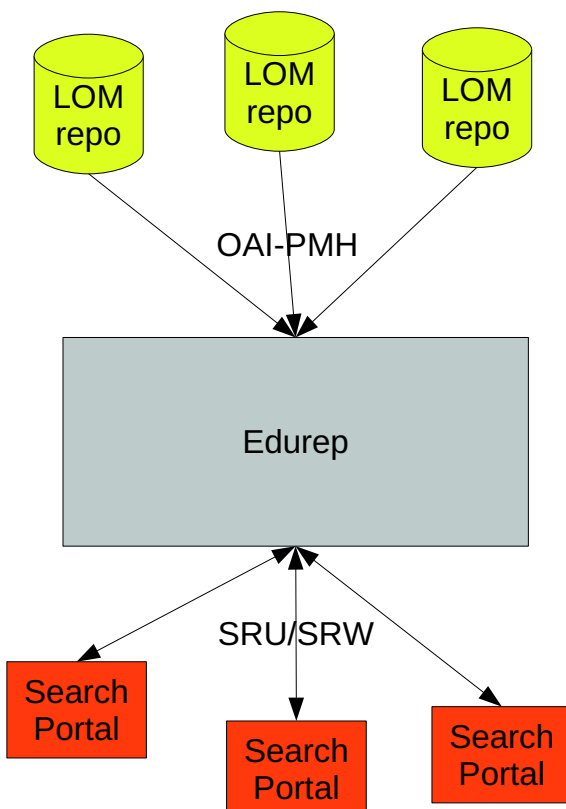 LOM
repo
LOM
repo
LOM
repo
OAI-PMH
Edurep
SRU/SRW
Search
Portal
Search
Portal
Search
Portal